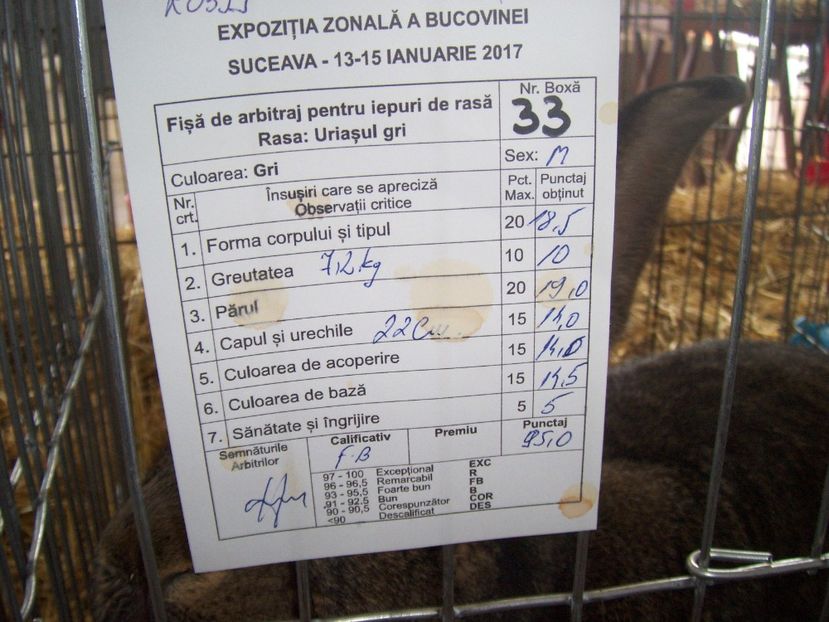 EXPOZIȚIA ZONALĂ A BUCOVINEI
SUCEAVA - 13-15 IANUARIE 2017
Fișă de arbitraj pentru iepuri de rasă
Rasa: Uriașul gri
Nr. Boxă
33
Culoarea: Gri
Sex: M
Nr. crt.
Însușiri care se apreciză
Observații critice
Pct. Max.
Punctaj obținut
1. Forma corpului și tipul 20 18,5
2. Greutatea 7,2 kg 10 10
3. Părul 20 19,0
4. Capul și urechile 22 cm 15 14,0
5. Culoarea de acoperire 15 14,0
6. Culoarea de bază 15 14,5
7. Sănătate și îngrijire 5 5
Semnăturile Arbitrilor
Calificativ
F.B
Premiu
Punctaj
95,0
97 - 100 Excepțional EXC
96 - 96,5 Remarcabil R
93 - 95,5 Foarte bun FB
91 - 92.5 Bun B
90 - 90,5 Corespunzător COR
<90 Descalificat DES